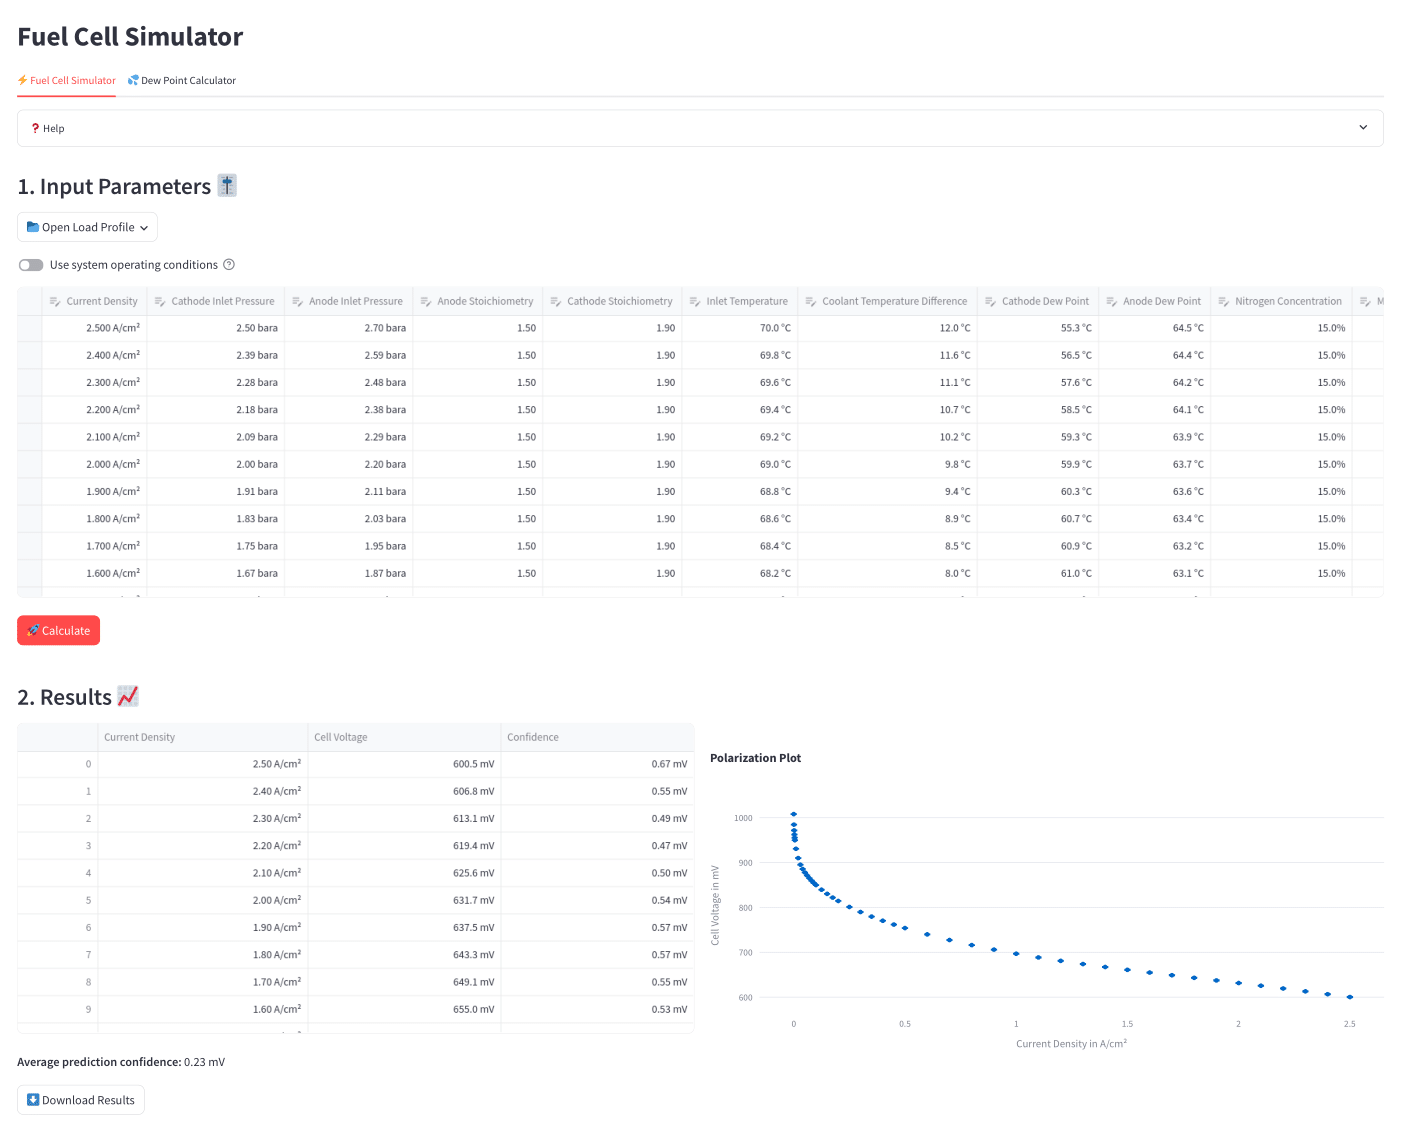 Fuel Cell Simulator
Fuel Cell Simulator Dew Point Calculator
Help
1. Input Parameters
Open Load Profile
Use system operating conditions
Current Density Cathode Inlet Pressure Anode Inlet Pressure Anode Stoichiometry Cathode Stoichiometry Inlet Temperature Coolant Temperature Difference Cathode Dew Point Anode Dew Point Nitrogen Concentration M
2.500 A/cm² 2.50 bara 2.70 bara 1.50 1.90 70.0 °C 12.0 °C 55.3 °C 64.5 °C 15.0%
2.400 A/cm² 2.39 bara 2.59 bara 1.50 1.90 69.8 °C 11.6 °C 56.5 °C 64.4 °C 15.0%
2.300 A/cm² 2.28 bara 2.48 bara 1.50 1.90 69.6 °C 11.1 °C 57.6 °C 64.2 °C 15.0%
2.200 A/cm² 2.18 bara 2.38 bara 1.50 1.90 69.4 °C 10.7 °C 58.5 °C 64.1 °C 15.0%
2.100 A/cm² 2.09 bara 2.29 bara 1.50 1.90 69.2 °C 10.2 °C 59.3 °C 63.9 °C 15.0%
2.000 A/cm² 2.00 bara 2.20 bara 1.50 1.90 69.0 °C 9.8 °C 59.9 °C 63.7 °C 15.0%
1.900 A/cm² 1.91 bara 2.11 bara 1.50 1.90 68.8 °C 9.4 °C 60.3 °C 63.6 °C 15.0%
1.800 A/cm² 1.83 bara 2.03 bara 1.50 1.90 68.6 °C 8.9 °C 60.7 °C 63.4 °C 15.0%
1.700 A/cm² 1.75 bara 1.95 bara 1.50 1.90 68.4 °C 8.5 °C 60.9 °C 63.2 °C 15.0%
1.600 A/cm² 1.67 bara 1.87 bara 1.50 1.90 68.2 °C 8.0 °C 61.0 °C 63.1 °C 15.0%
Calculate
2. Results
Current Density Cell Voltage Confidence
0 2.50 A/cm² 600.5 mV 0.67 mV
1 2.40 A/cm² 606.8 mV 0.55 mV
2 2.30 A/cm² 613.1 mV 0.49 mV
3 2.20 A/cm² 619.4 mV 0.47 mV
4 2.10 A/cm² 625.6 mV 0.50 mV
5 2.00 A/cm² 631.7 mV 0.54 mV
6 1.90 A/cm² 637.5 mV 0.57 mV
7 1.80 A/cm² 643.3 mV 0.57 mV
8 1.70 A/cm² 649.1 mV 0.55 mV
9 1.60 A/cm² 655.0 mV 0.53 mV
Average prediction confidence: 0.23 mV
Download Results
Polarization Plot
Cell Voltage in mV
1000
900
800
700
600
0 0.5 1 1.5 2 2.5
Current Density in A/cm²